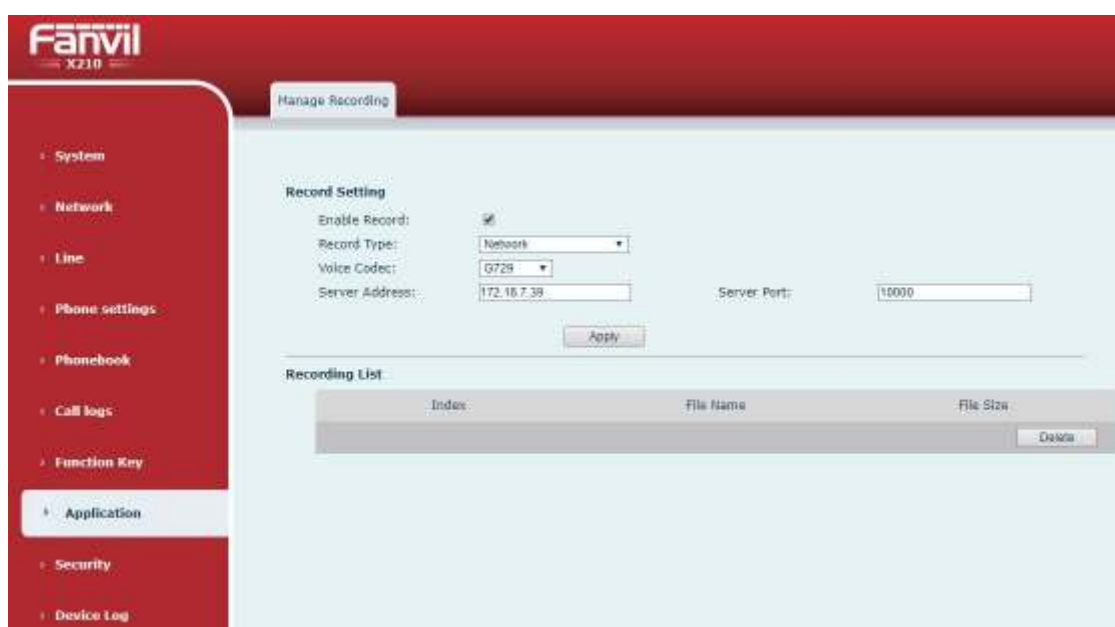 Fanvil
X210
Manage Recording
System
Network
Line
Phone settings
Phonebook
Call logs
Function Key
Application
Security
Device Log
Record Setting
Enable Record:
Record Type: Network
Voice Codec: G729
Server Address: 172.16.7.39 Server Port: 10000
Apply
Recording List
Index File Name File Size
Delete